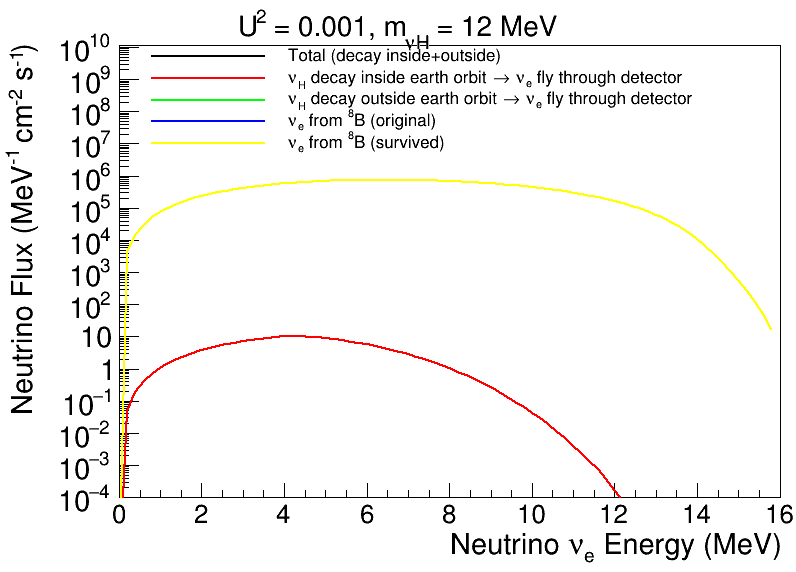 U² = 0.001, m_νH = 12 MeV
Total (decay inside+outside)
ν_H decay inside earth orbit → ν_e fly through detector
ν_H decay outside earth orbit → ν_e fly through detector
ν_e from ⁸B (original)
ν_e from ⁸B (survived)
Neutrino Flux (MeV⁻¹ cm⁻² s⁻¹)
10¹⁰
10⁹
10⁸
10⁷
10⁶
10⁵
10⁴
10³
10²
10
1
10⁻¹
10⁻²
10⁻³
10⁻⁴
0 2 4 6 8 10 12 14 16
Neutrino ν_e Energy (MeV)